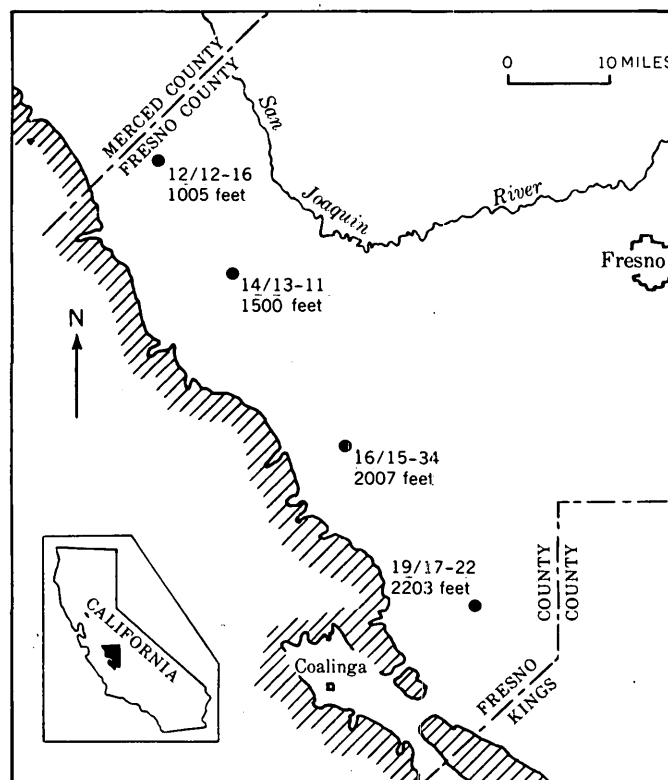 MERCED COUNTY
FRESNO COUNTY
San
Joaquin
River
0 10 MILES
12/12-16
1005 feet
Fresno
14/13-11
1500 feet
N
16/15-34
2007 feet
19/17-22
2203 feet
COUNTY
COUNTY
FRESNO
KINGS
CALIFORNIA
Coalinga